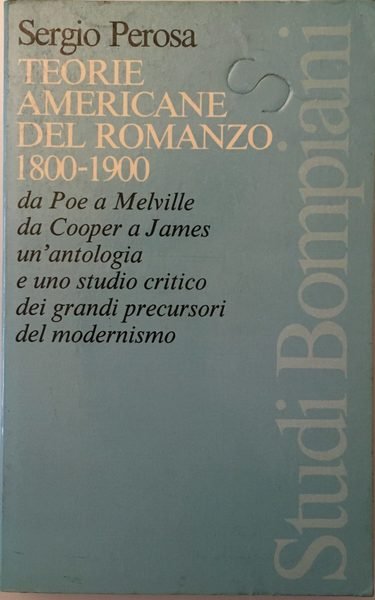 Sergio Perosa
TEORIE
AMERICANE
DEL ROMANZO
1800-1900
da Poe a Melville
da Cooper a James
un'antologia
e uno studio critico
dei grandi precursori
del modernismo
S
Studi Bompiani